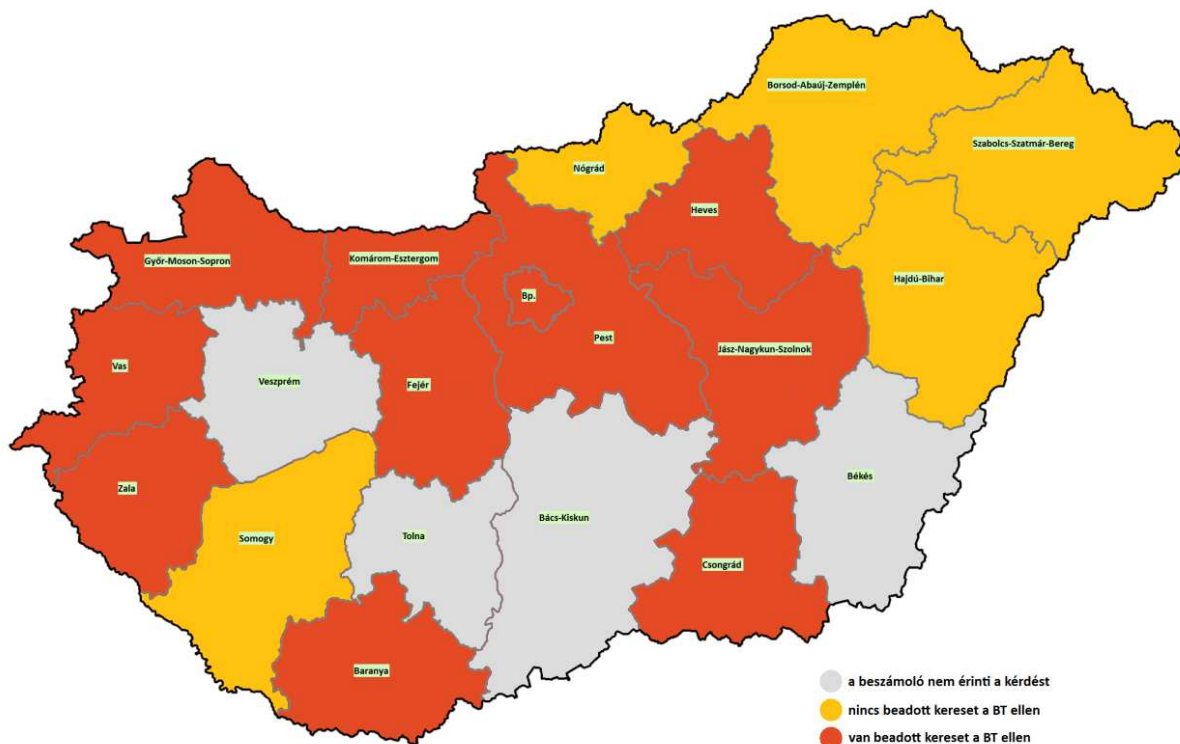 Borsod-Abaúj-Zemplén
Szabolcs-Szatmár-Bereg
Nógrád
Heves
Győr-Moson-Sopron
Komárom-Esztergom
Hajdú-Bihar
Bp.
Pest
Jász-Nagykun-Szolnok
Vas
Veszprém
Fejér
Zala
Békés
Somogy
Tolna
Bács-Kiskun
Csongrád
Baranya
a beszámoló nem érinti a kérdést
nincs beadott kereset a BT ellen
van beadott kereset a BT ellen